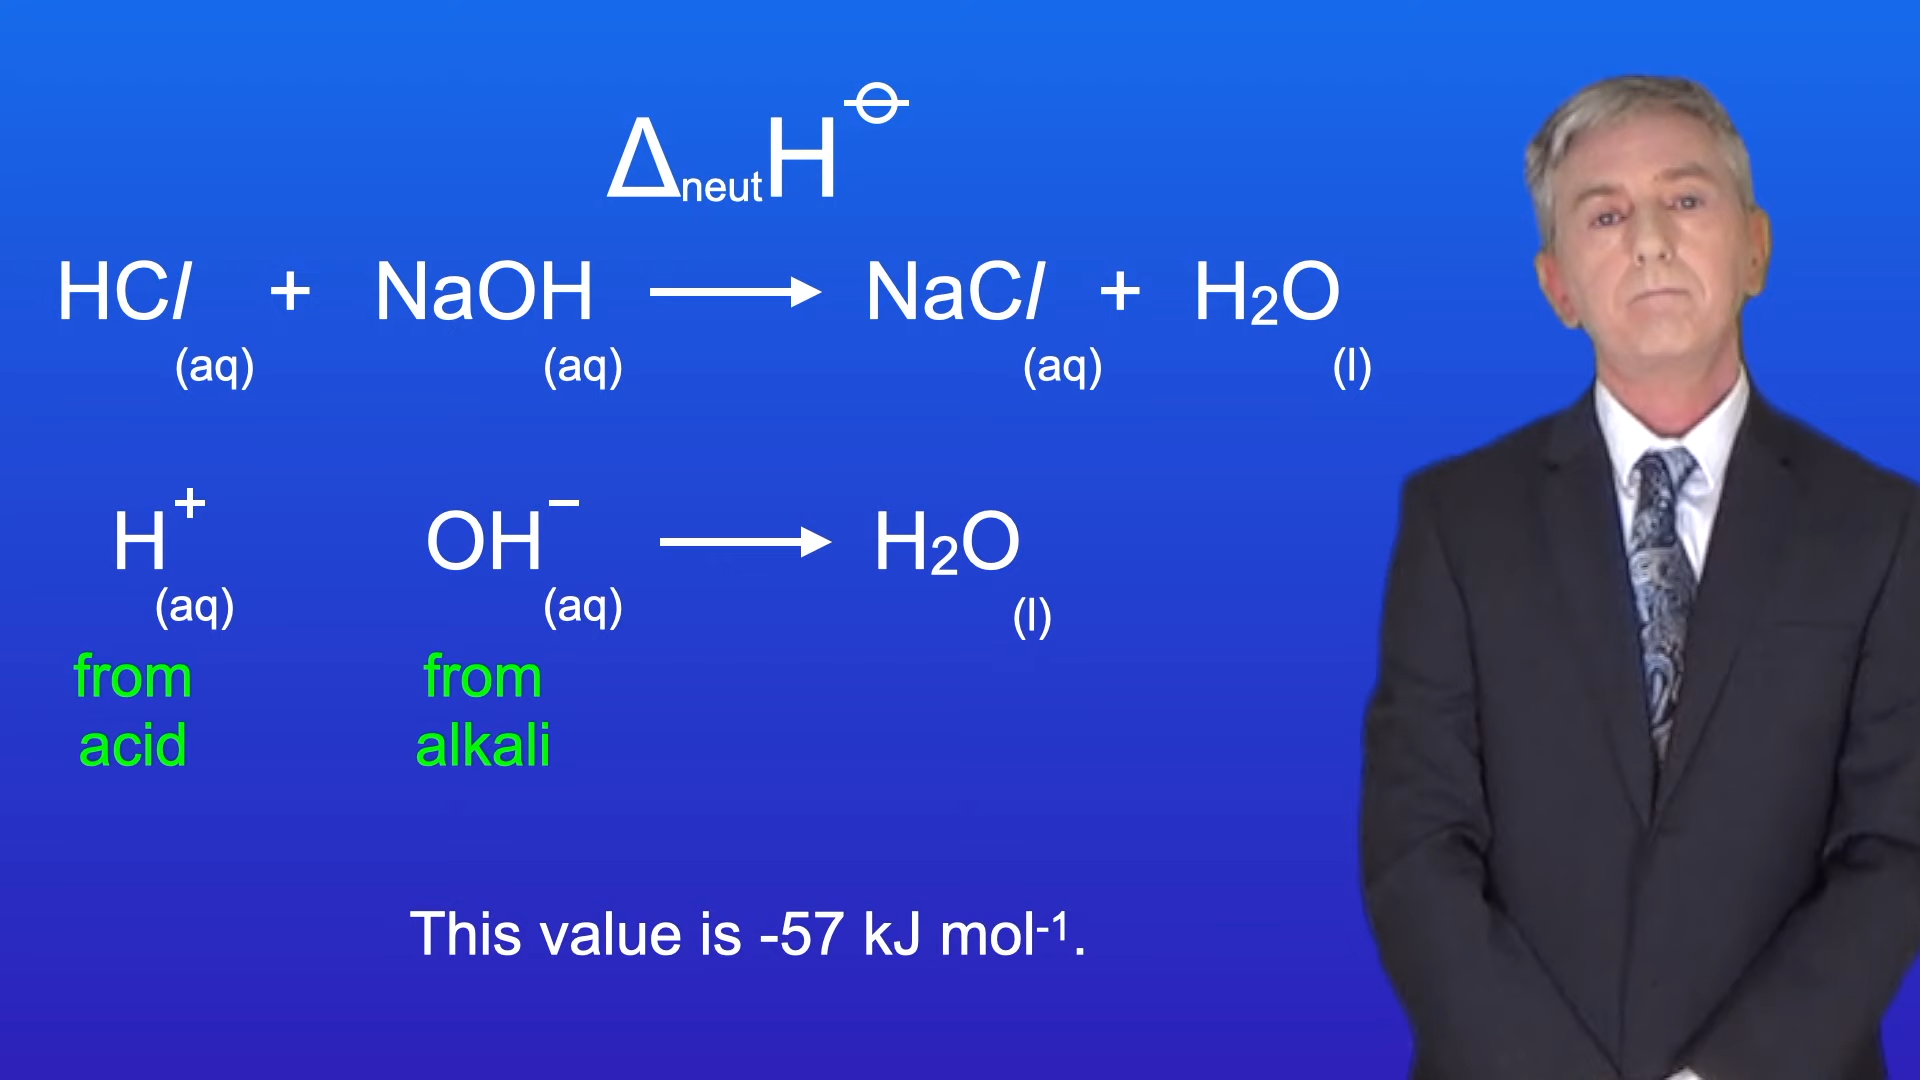 ΔneutH⦵
HCl + NaOH → NaCl + H2O
(aq) (aq) (aq) (l)
H+ OH− → H2O
(aq) (aq) (l)
from from
acid alkali
This value is -57 kJ mol-1.